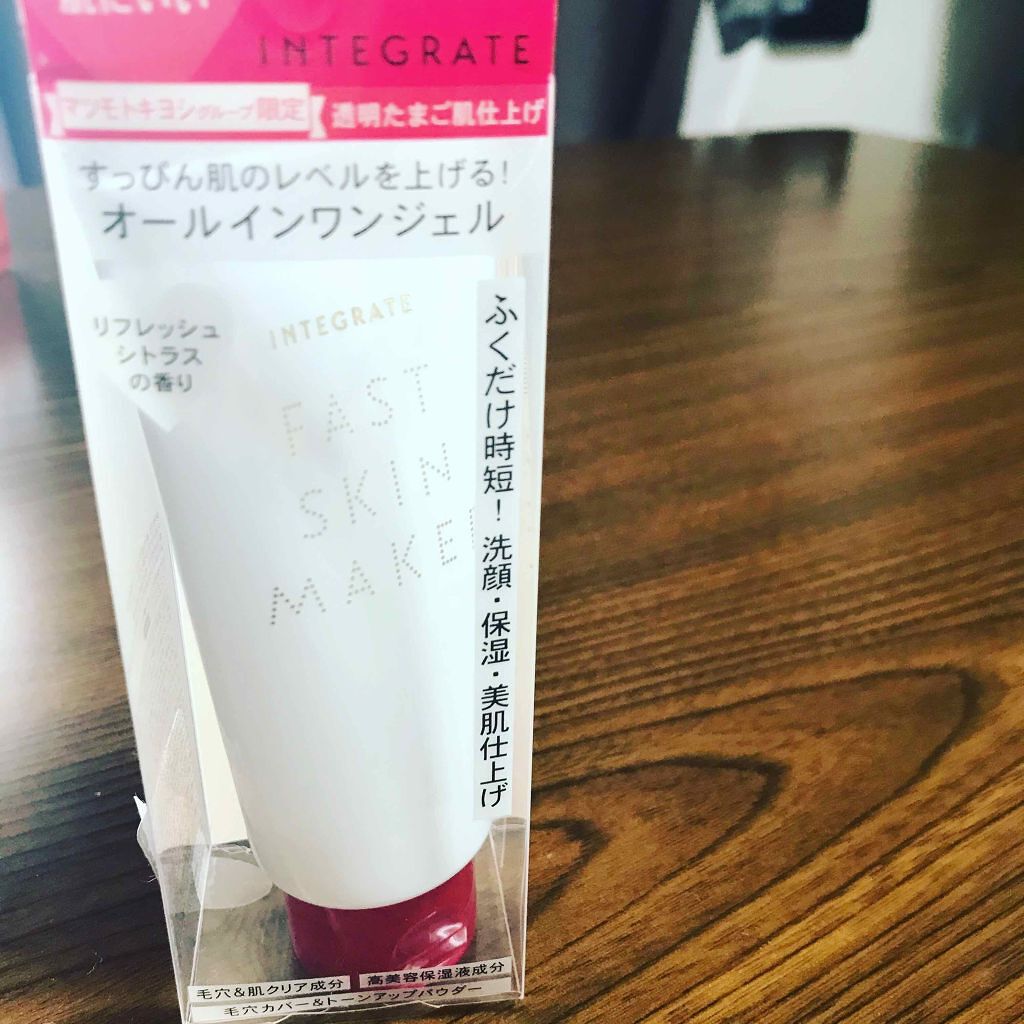 肌にいい
INTEGRATE
マツモトキヨシグループ限定
透明たまご肌仕上げ
すっぴん肌のレベルを上げる!
オールインワンジェル
リフレッシュ
シトラス
の香り
INTEGRATE
FAST
SKIN
MAKE
ふくだけ時短!洗顔・保湿・美肌仕上げ
毛穴&肌クリア成分
高美容保湿液成分
毛穴カバー&トーンアップパウダー